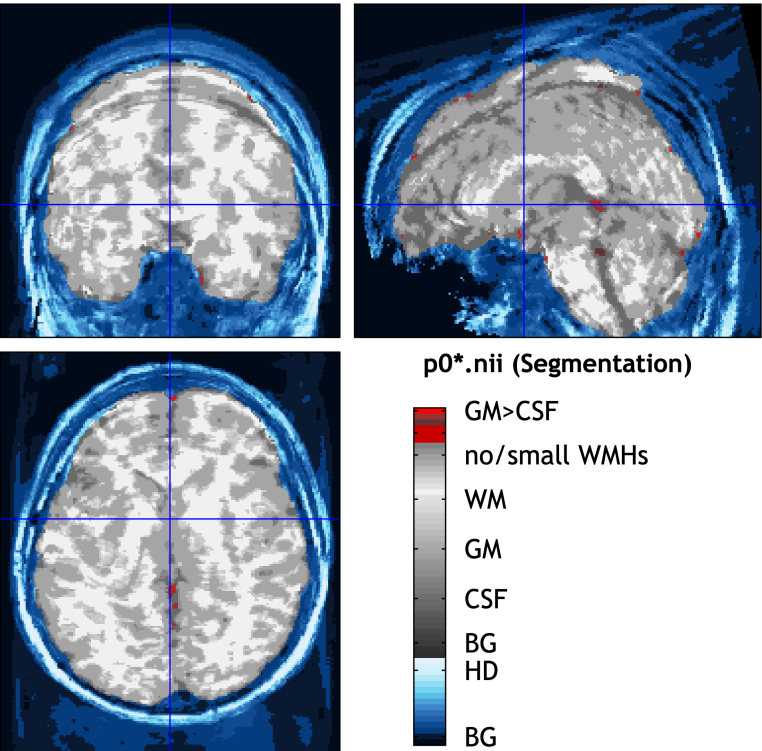 p0*.nii (Segmentation)
GM>CSF
no/small WMHs
WM
GM
CSF
BG
HD
BG